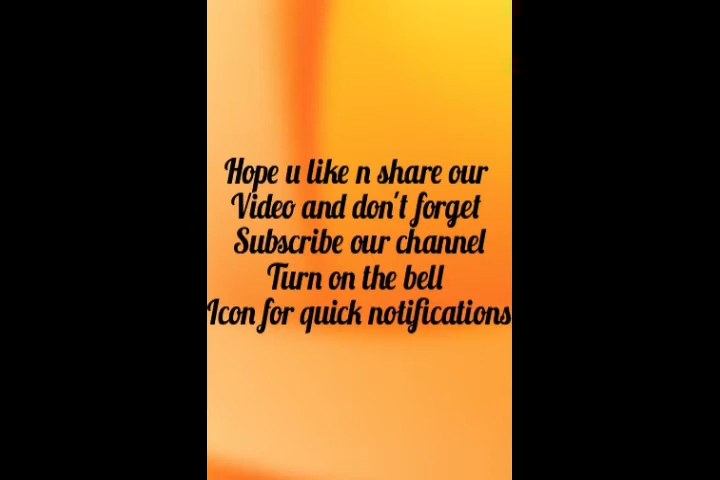 Hope u like n share our
Video and don't forget
Subscribe our channel
Turn on the bell
Icon for quick notifications